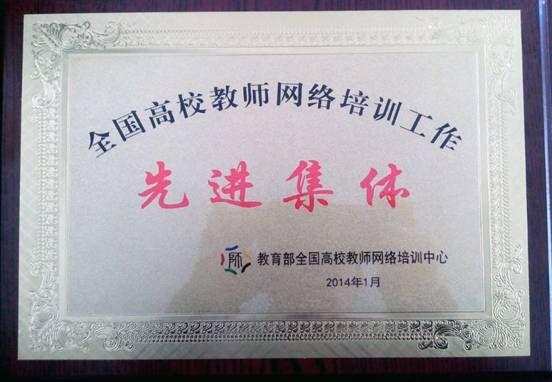 全国高校教师网络培训工作
先进集体
师 教育部全国高校教师网络培训中心
2014年1月